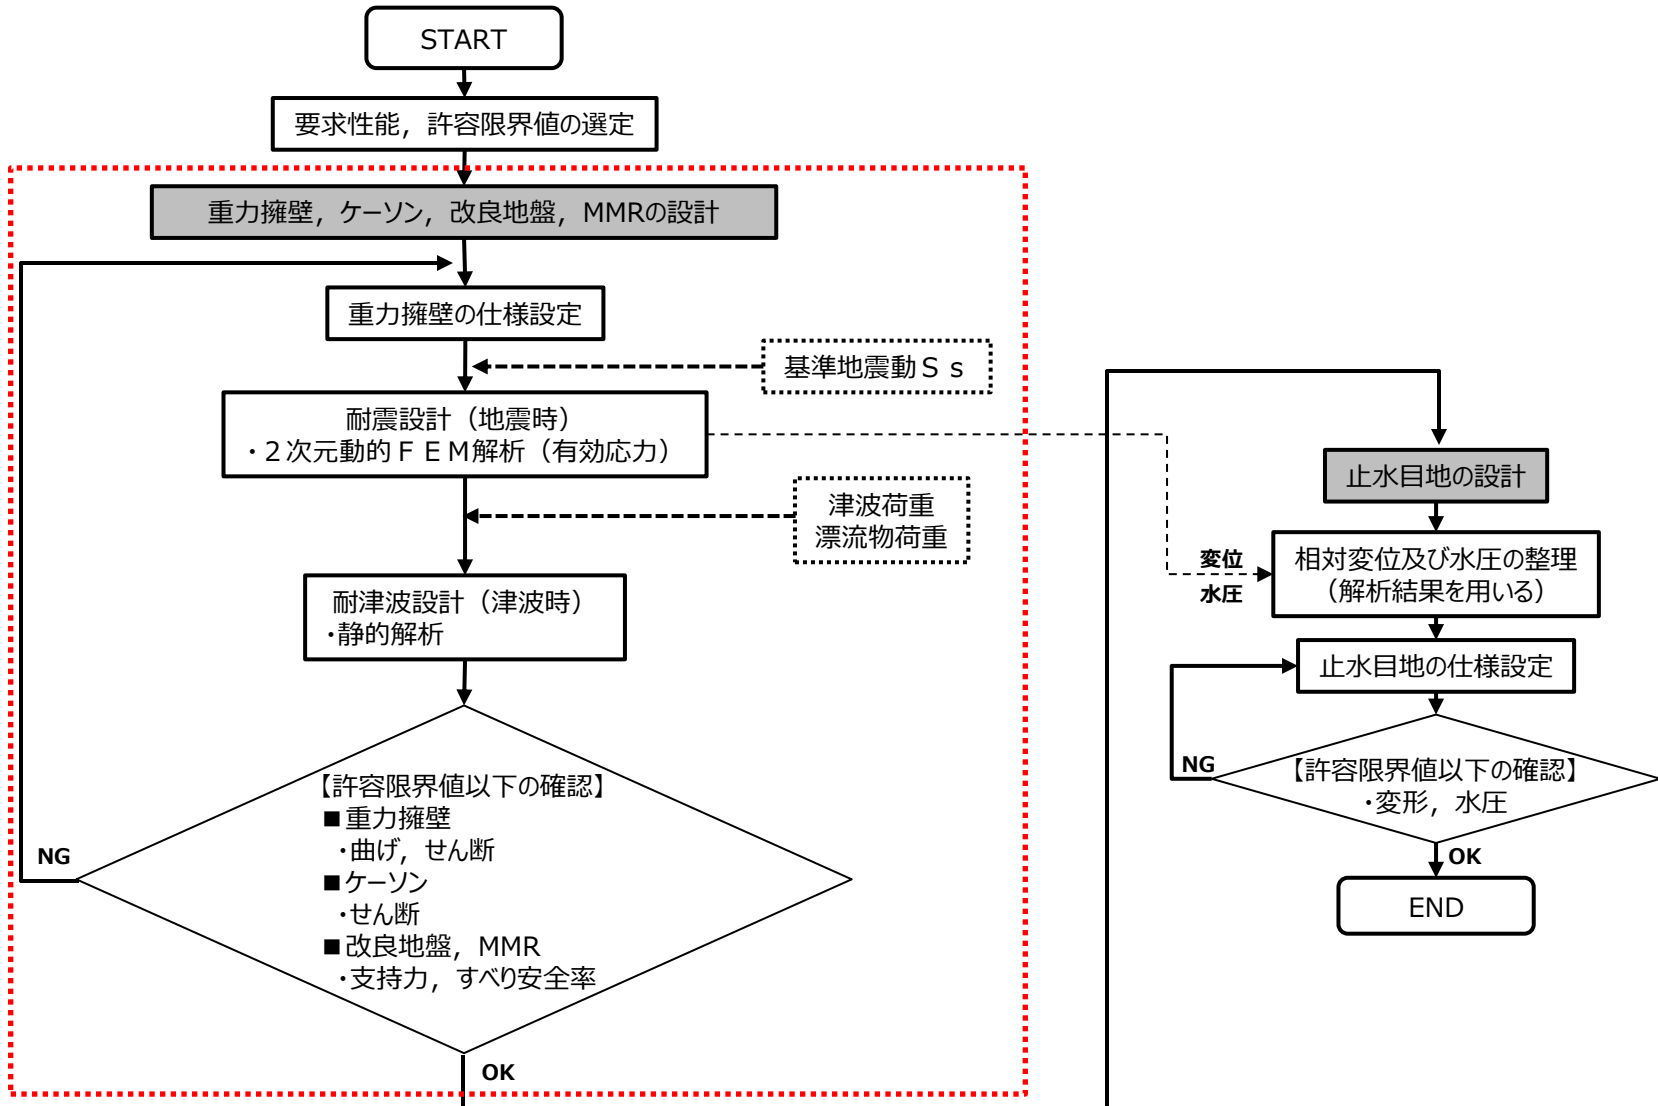 START
要求性能，許容限界値の選定
重力擁壁，ケーソン，改良地盤，MMRの設計
重力擁壁の仕様設定
基準地震動Ｓｓ
耐震設計（地震時）
・２次元動的ＦＥＭ解析（有効応力）
津波荷重
漂流物荷重
耐津波設計（津波時）
・静的解析
【許容限界値以下の確認】
■重力擁壁
・曲げ，せん断
■ケーソン
・せん断
■改良地盤，MMR
・支持力，すべり安全率
NG
OK
止水目地の設計
変位
水圧
相対変位及び水圧の整理
（解析結果を用いる）
止水目地の仕様設定
NG
【許容限界値以下の確認】
・変形，水圧
OK
END